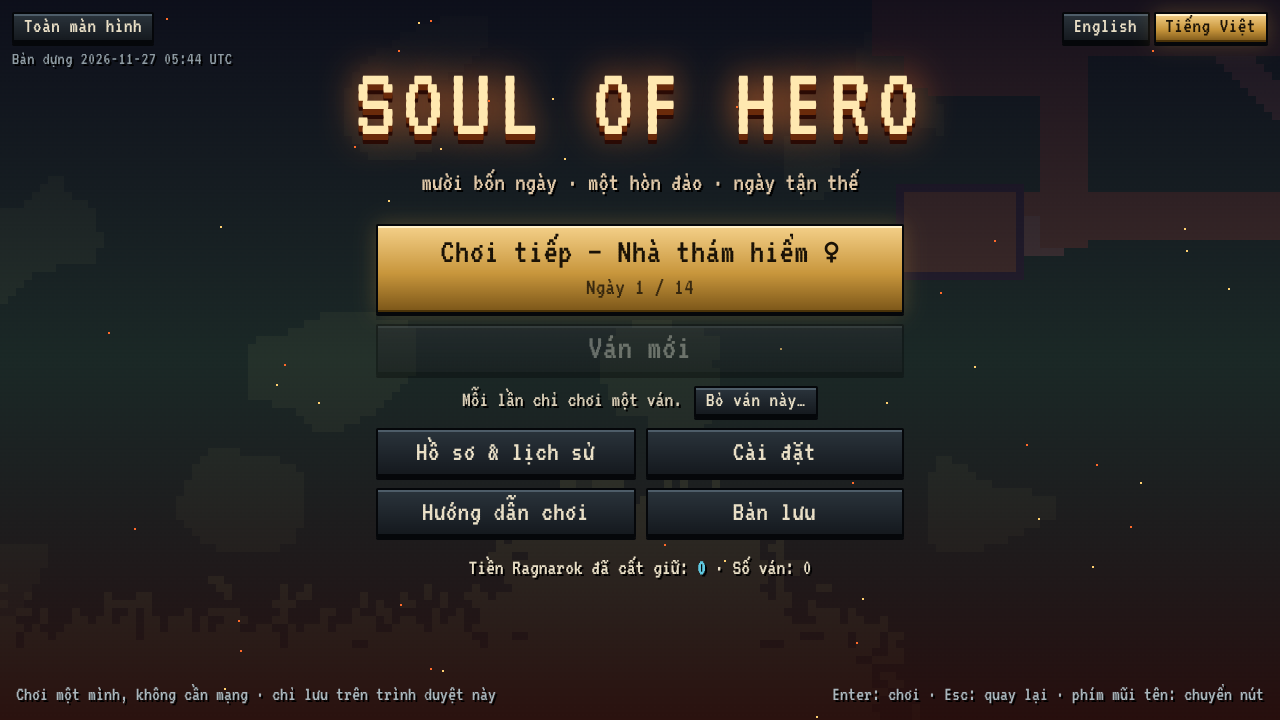 Toàn màn hình
English
Tiếng Việt
Bản dựng 2026-11-27 05:44 UTC
SOUL OF HERO
mười bốn ngày · một hòn đảo · ngày tận thế
Chơi tiếp – Nhà thám hiểm ♀
Ngày 1 / 14
Ván mới
Mỗi lần chỉ chơi một ván.
Bỏ ván này…
Hồ sơ & lịch sử
Cài đặt
Hướng dẫn chơi
Bản lưu
Tiền Ragnarok đã cất giữ: 0 · Số ván: 0
Chơi một mình, không cần mạng · chỉ lưu trên trình duyệt này
Enter: chơi · Esc: quay lại · phím mũi tên: chuyển nút